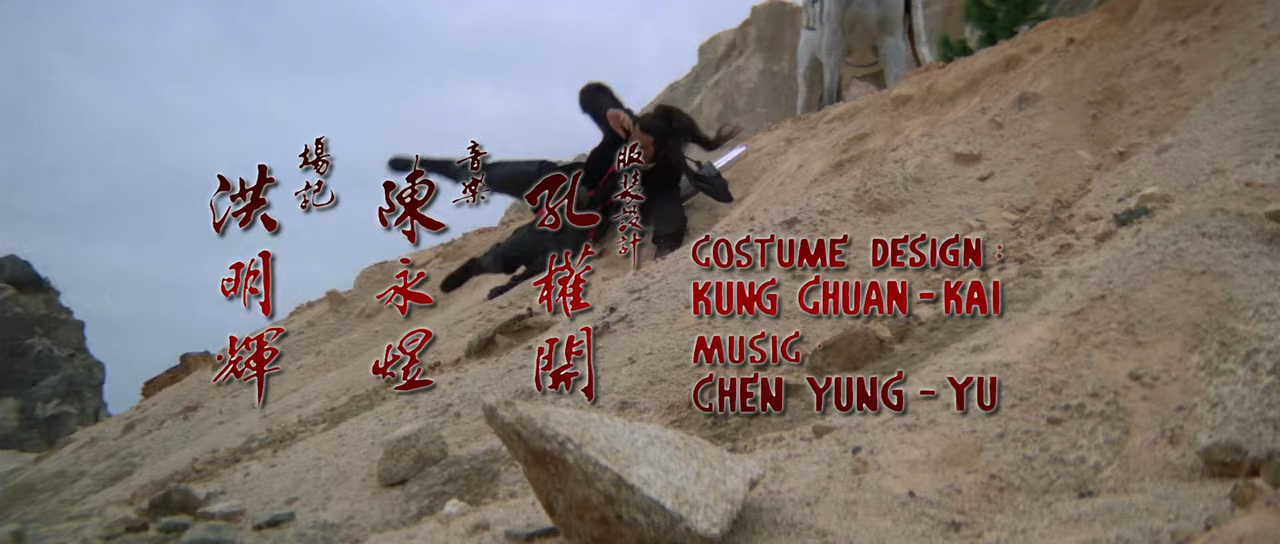 服裝設計
孔權開
音樂
陳永煜
場記
洪明輝
COSTUME DESIGN:
KUNG CHUAN-KAI
MUSIC:
CHEN YUNG-YU